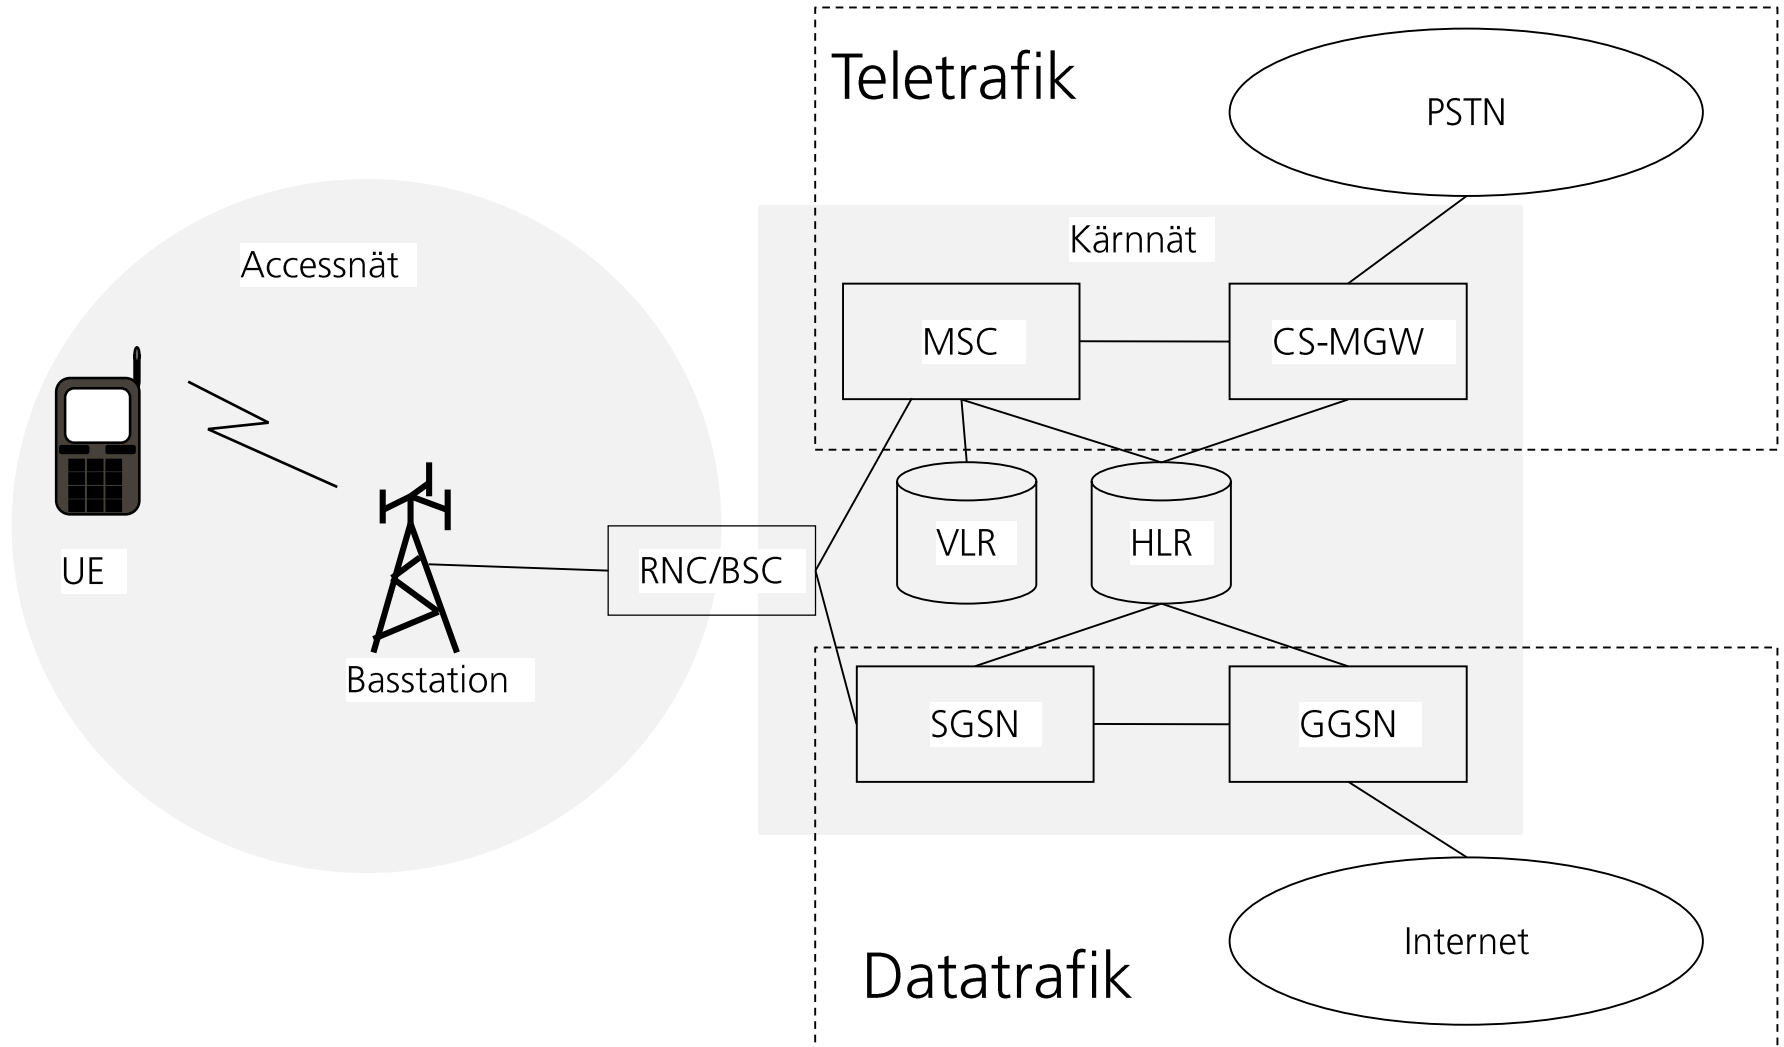 Teletrafik
PSTN
Kärnnät
Accessnät
MSC
CS-MGW
VLR
HLR
UE
RNC/BSC
Basstation
SGSN
GGSN
Internet
Datatrafik